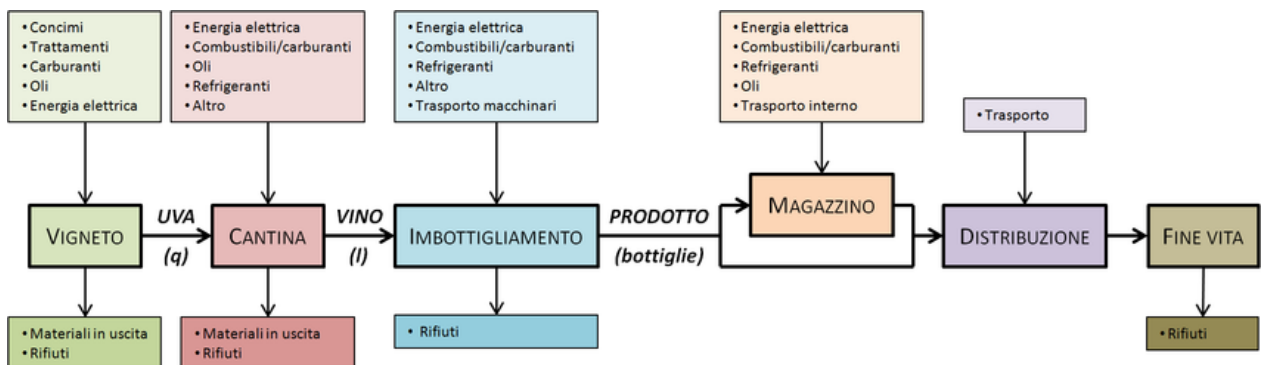 • Concimi
• Trattamenti
• Carburanti
• Oli
• Energia elettrica
• Energia elettrica
• Combustibili/carburanti
• Oli
• Refrigeranti
• Altro
• Energia elettrica
• Combustibili/carburanti
• Refrigeranti
• Altro
• Trasporto macchinari
• Energia elettrica
• Combustibili/carburanti
• Refrigeranti
• Oli
• Trasporto interno
• Trasporto
VIGNETO
UVA
(q)
CANTINA
VINO
(l)
IMBOTTIGLIAMENTO
PRODOTTO
(bottiglie)
MAGAZZINO
DISTRIBUZIONE
FINE VITA
• Materiali in uscita
• Rifiuti
• Materiali in uscita
• Rifiuti
• Rifiuti
• Rifiuti